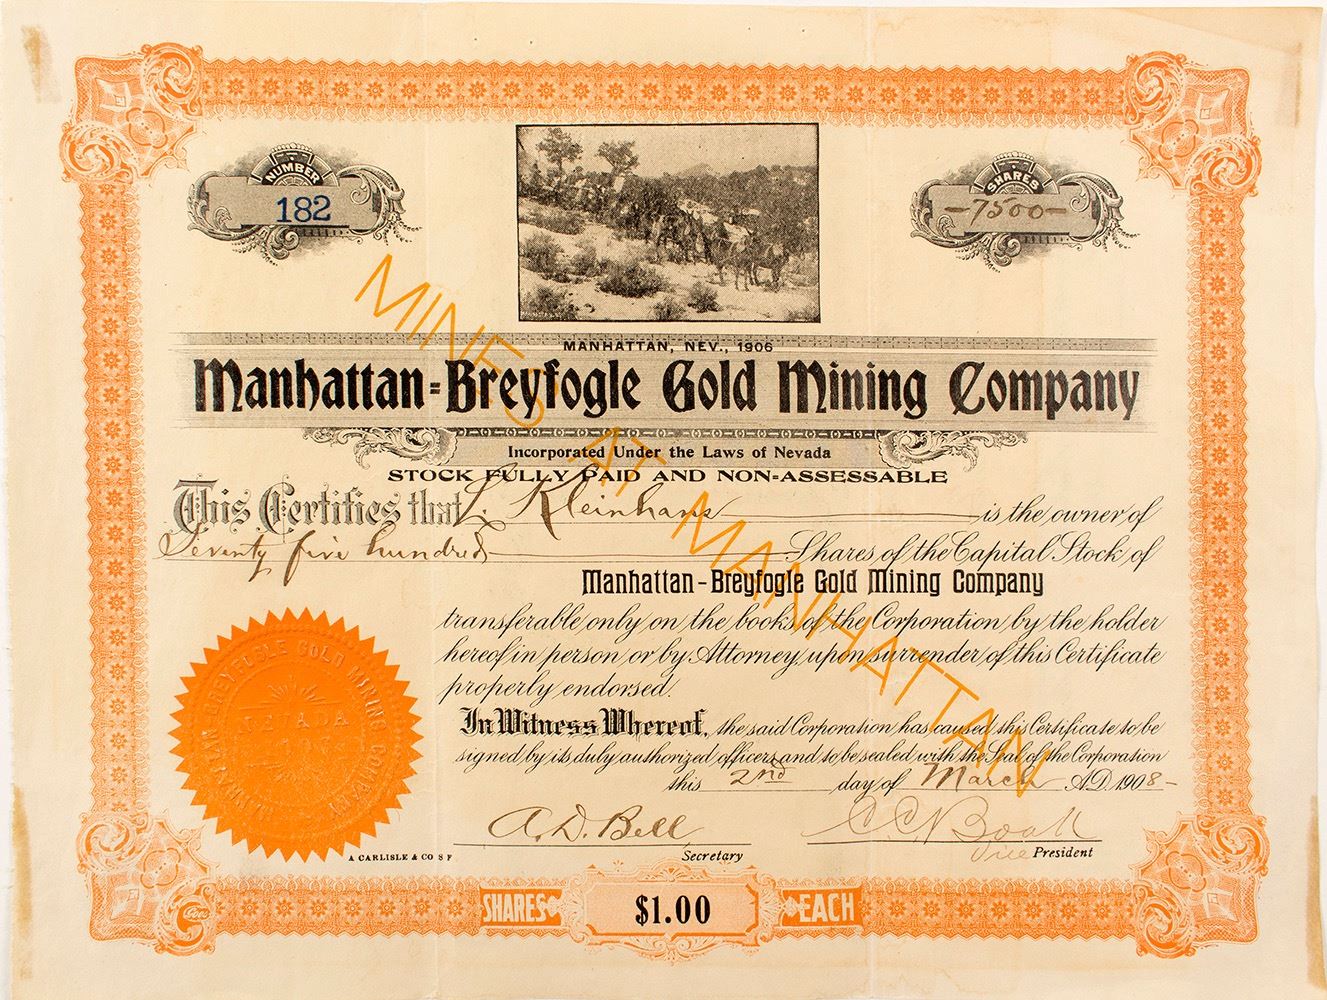 NUMBER
182
SHARES
-7500-
MANHATTAN, NEV., 1906
Manhattan=Breyfogle Gold Mining Company
Incorporated Under the Laws of Nevada
STOCK FULLY PAID AND NON=ASSESSABLE
This Certifies that L. Kleinhans is the owner of
Seventy five hundred Shares of the Capital Stock of
Manhattan-Breyfogle Gold Mining Company
transferable only on the books of the Corporation by the holder
hereof in person or by Attorney upon surrender of this Certificate
properly endorsed.
In Witness Whereof, the said Corporation has caused this Certificate to be
signed by its duly authorized officers and to be sealed with the Seal of the Corporation
this 2nd day of March A.D. 1908-
A. D. Bell
Secretary
Vice President
MINES AT MANHATTAN
MANHATTAN-BREYFOGLE GOLD MINING COMPANY
NEVADA
A CARLISLE & CO S F
SHARES $1.00 EACH